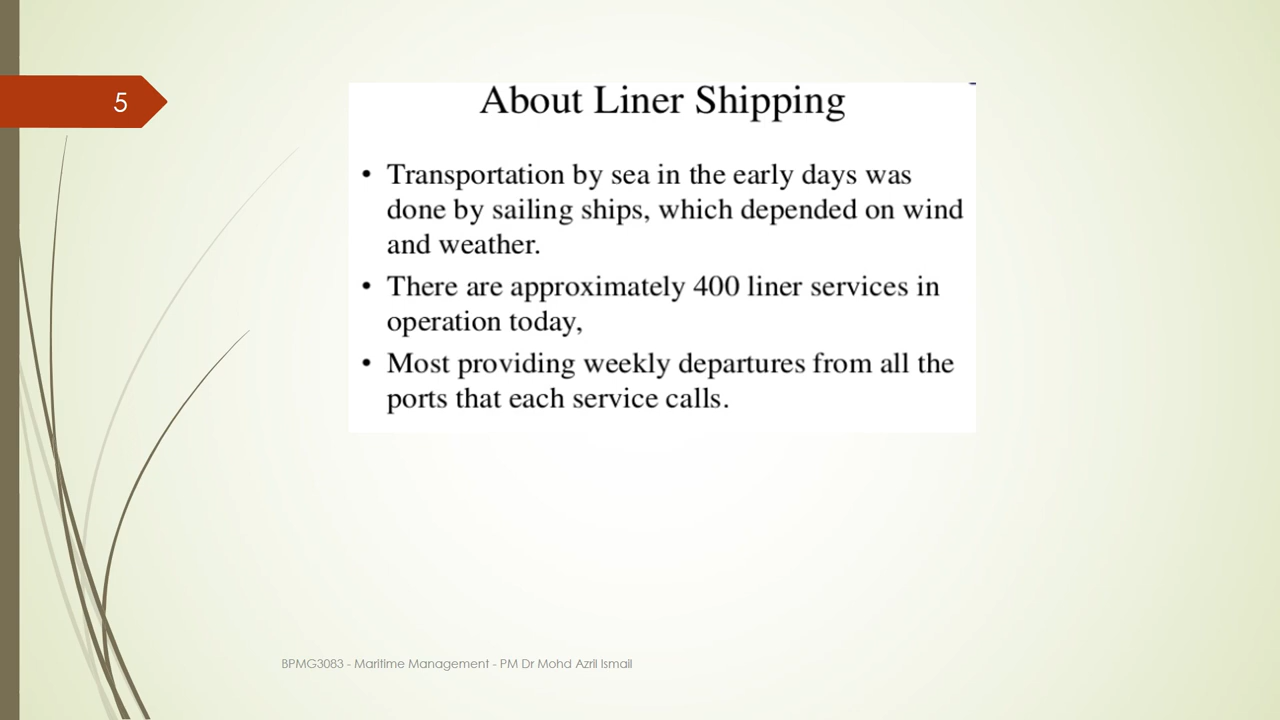 5
About Liner Shipping
• Transportation by sea in the early days was
done by sailing ships, which depended on wind
and weather.
• There are approximately 400 liner services in
operation today,
• Most providing weekly departures from all the
ports that each service calls.
BPMG3083 - Maritime Management - PM Dr Mohd Azril Ismail